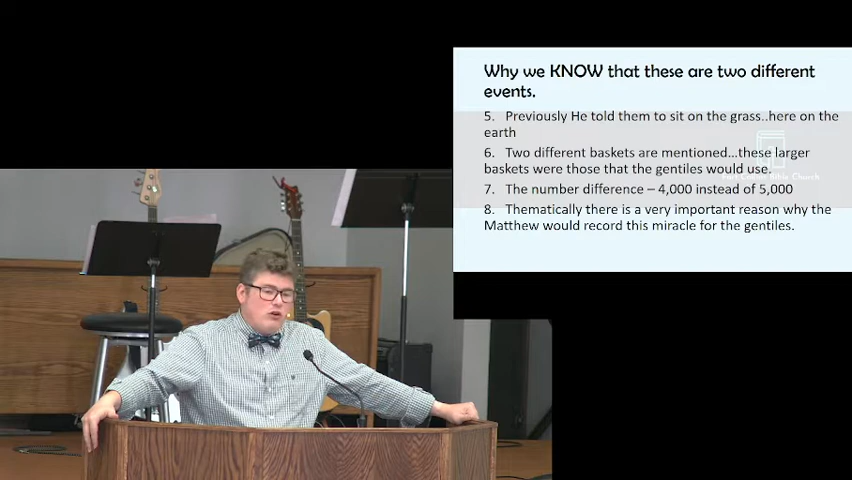 Why we KNOW that these are two different
events.
5. Previously He told them to sit on the grass..here on the
earth
6. Two different baskets are mentioned...these larger
baskets were those that the gentiles would use.
7. The number difference – 4,000 instead of 5,000
8. Thematically there is a very important reason why the
Matthew would record this miracle for the gentiles.
Bible Church